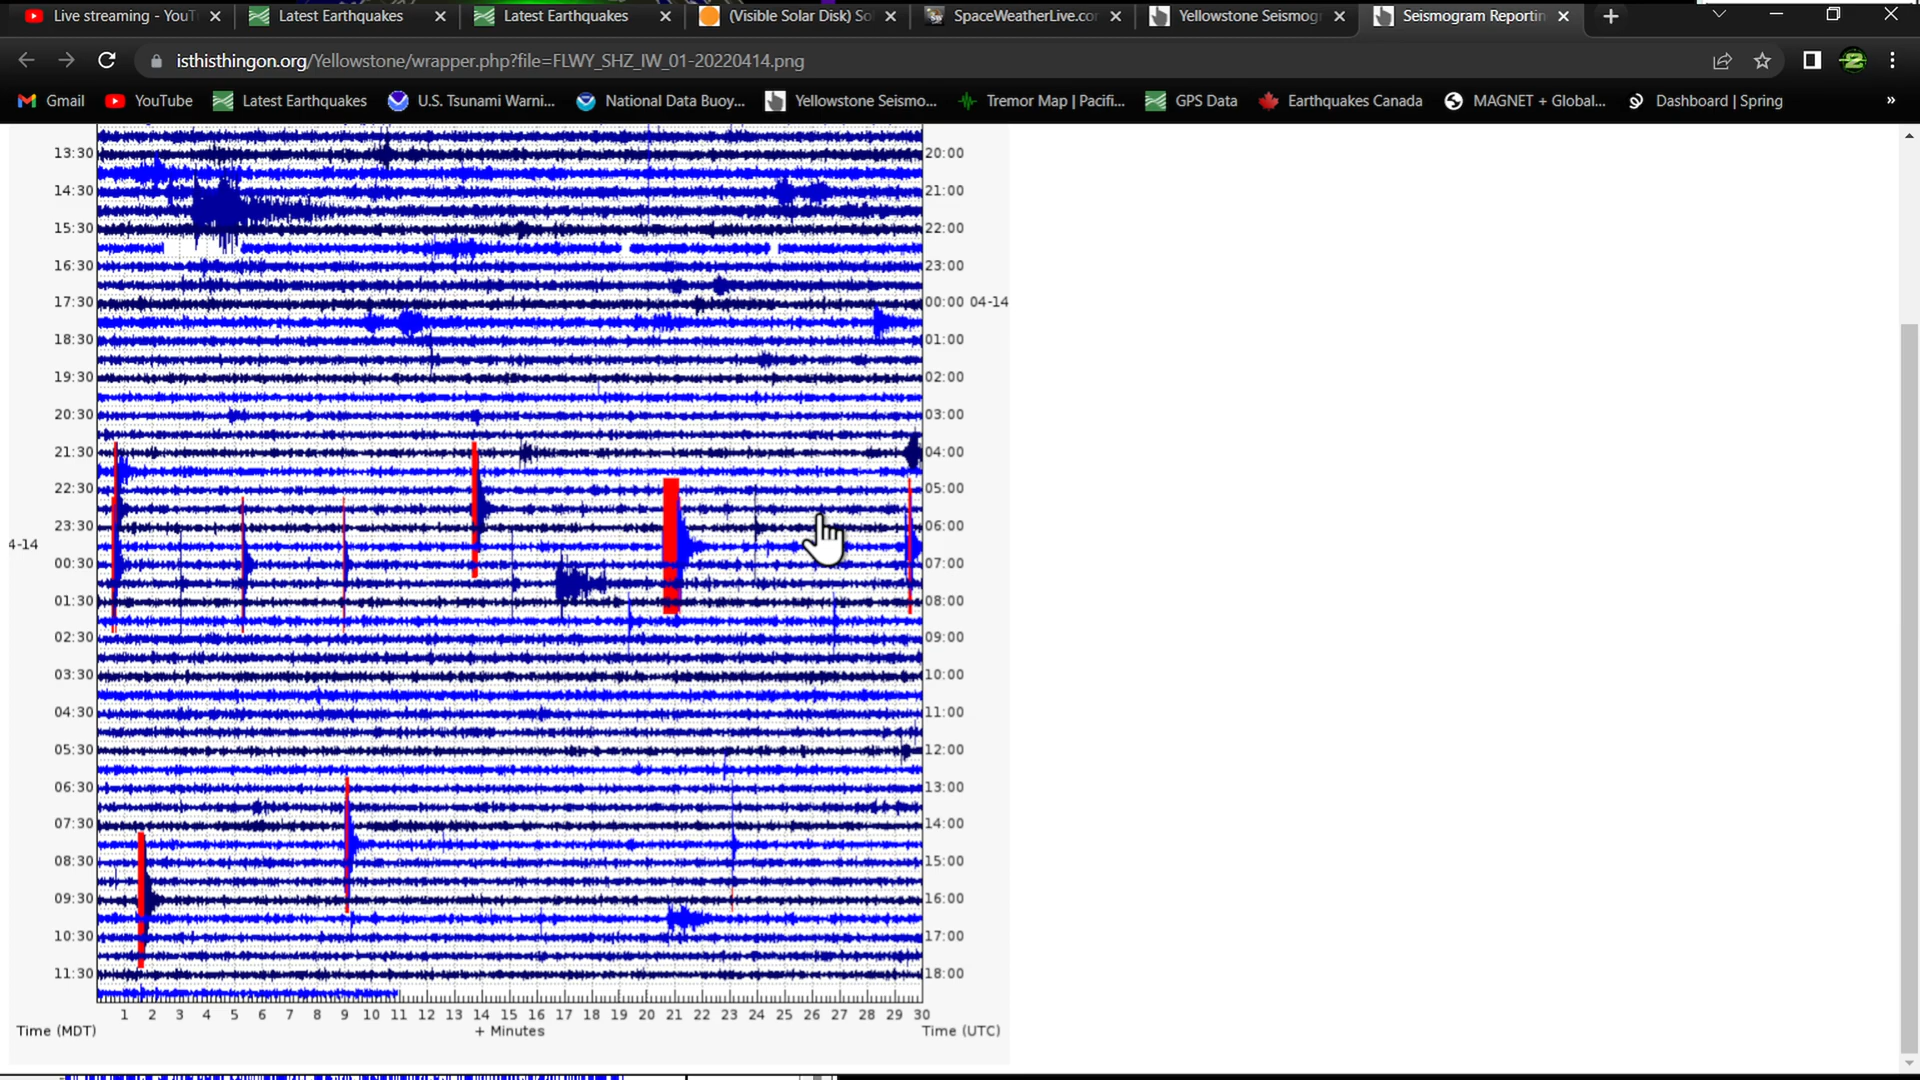 Live streaming - YouT
Latest Earthquakes
Latest Earthquakes
(Visible Solar Disk) So
SpaceWeatherLive.cor
Yellowstone Seismog
Seismogram Reportin
isthisthingon.org/Yellowstone/wrapper.php?file=FLWY_SHZ_IW_01-20220414.png
Gmail
YouTube
Latest Earthquakes
U.S. Tsunami Warni...
National Data Buoy...
Yellowstone Seismo...
Tremor Map | Pacifi...
GPS Data
Earthquakes Canada
MAGNET + Global...
Dashboard | Spring
»
13:30 20:00
14:30 21:00
15:30 22:00
16:30 23:00
17:30 00:00 04-14
18:30 01:00
19:30 02:00
20:30 03:00
21:30 04:00
22:30 05:00
23:30 06:00
4-14
00:30 07:00
01:30 08:00
02:30 09:00
03:30 10:00
04:30 11:00
05:30 12:00
06:30 13:00
07:30 14:00
08:30 15:00
09:30 16:00
10:30 17:00
11:30 18:00
1 2 3 4 5 6 7 8 9 10 11 12 13 14 15 16 17 18 19 20 21 22 23 24 25 26 27 28 29 30
Time (MDT) + Minutes Time (UTC)